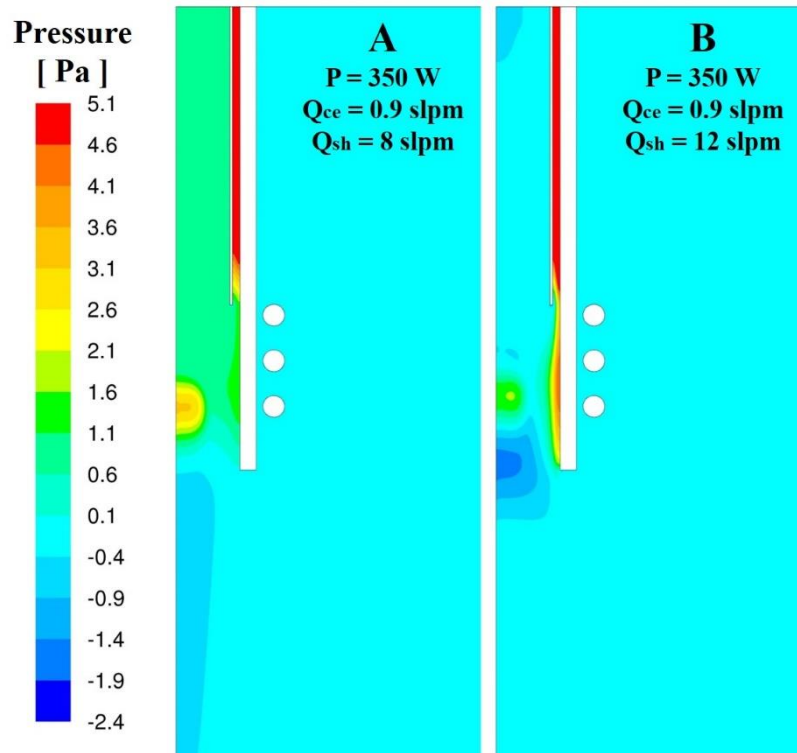 Pressure
[ Pa ]
5.1
4.6
4.1
3.6
3.1
2.6
2.1
1.6
1.1
0.6
0.1
-0.4
-0.9
-1.4
-1.9
-2.4
A
P = 350 W
Qce = 0.9 slpm
Qsh = 8 slpm
B
P = 350 W
Qce = 0.9 slpm
Qsh = 12 slpm